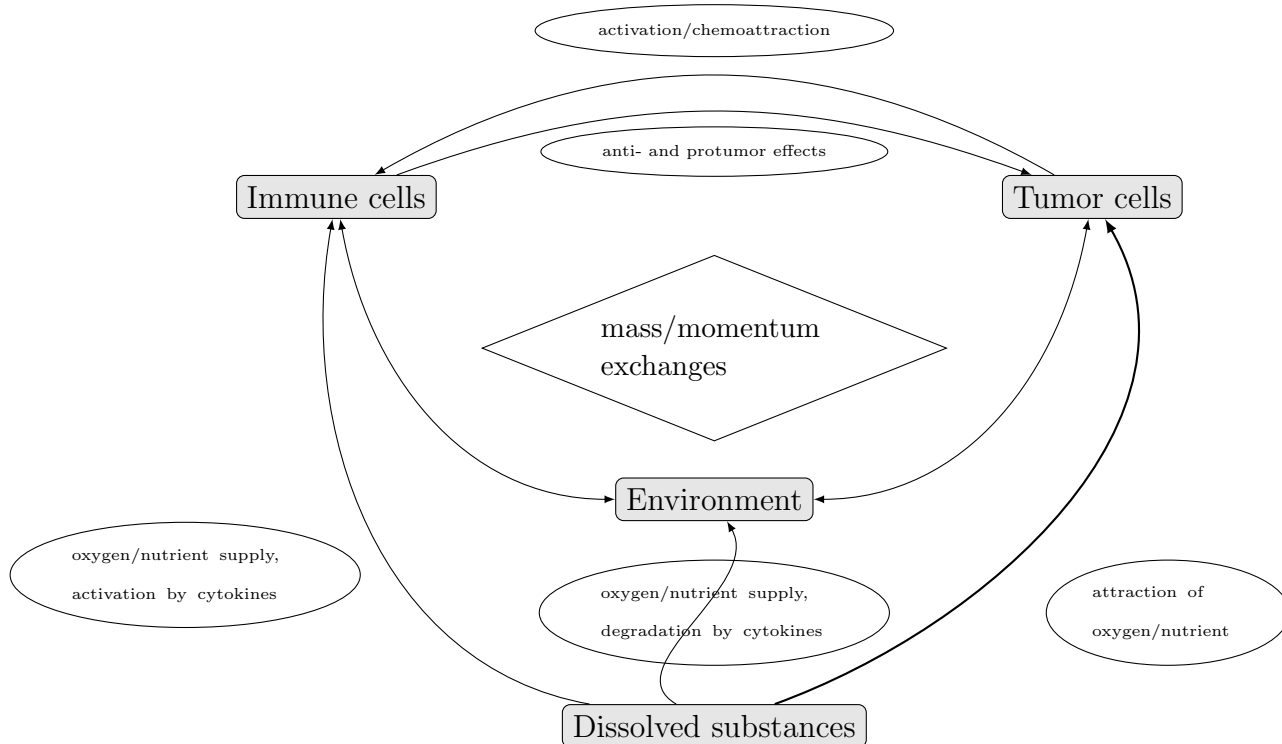 activation/chemoattraction
anti- and protumor effects
Immune cells
Tumor cells
mass/momentum
exchanges
Environment
oxygen/nutrient supply,
activation by cytokines
oxygen/nutrient supply,
degradation by cytokines
attraction of
oxygen/nutrient
Dissolved substances